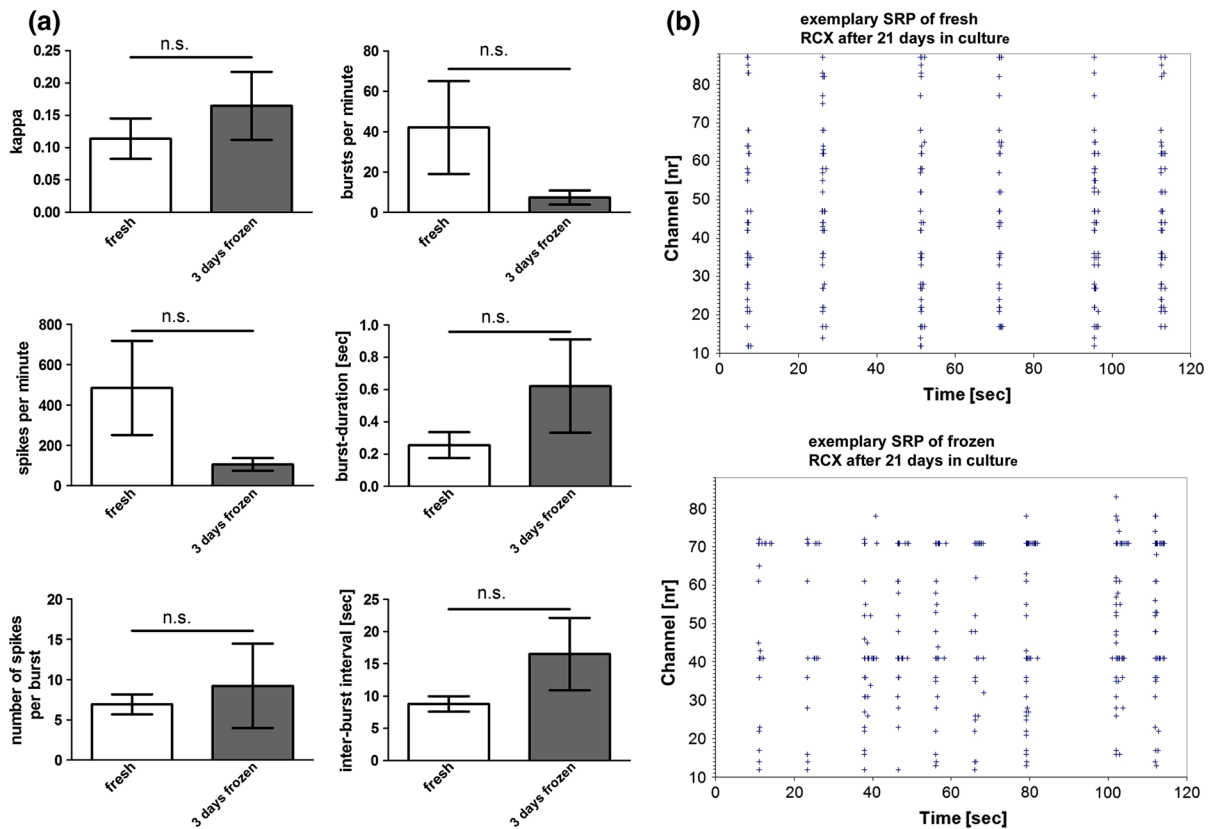 (a)
n.s.
kappa
0.25
0.20
0.15
0.10
0.05
0.00
fresh
3 days frozen
n.s.
bursts per minute
80
60
40
20
0
fresh
3 days frozen
n.s.
spikes per minute
800
600
400
200
0
fresh
3 days frozen
n.s.
burst-duration [sec]
1.0
0.8
0.6
0.4
0.2
0.0
fresh
3 days frozen
n.s.
number of spikes
per burst
20
15
10
5
0
fresh
3 days frozen
n.s.
inter-burst interval [sec]
25
20
15
10
5
0
fresh
3 days frozen
(b)
exemplary SRP of fresh
RCX after 21 days in culture
Channel [nr]
80
70
60
50
40
30
20
10
0 20 40 60 80 100 120
Time [sec]
exemplary SRP of frozen
RCX after 21 days in culture
Channel [nr]
80
70
60
50
40
30
20
10
0 20 40 60 80 100 120
Time [sec]